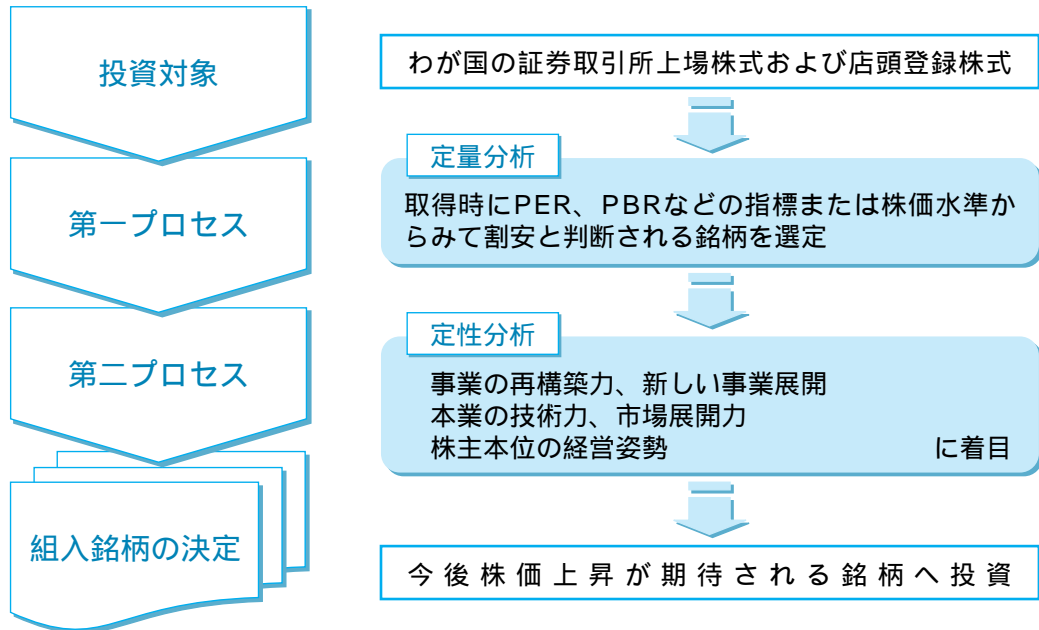 投資対象
わが国の証券取引所上場株式および店頭登録株式
第一プロセス
定量分析
取得時にPER、PBRなどの指標または株価水準か
らみて割安と判断される銘柄を選定
第二プロセス
定性分析
事業の再構築力、新しい事業展開
本業の技術力、市場展開力
株主本位の経営姿勢 に着目
組入銘柄の決定
今後株価上昇が期待される銘柄へ投資